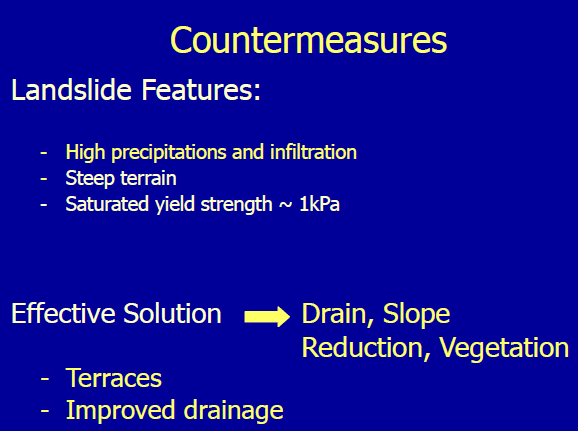 Countermeasures
Landslide Features:
- High precipitations and infiltration
- Steep terrain
- Saturated yield strength ~ 1kPa
Effective Solution
Drain, Slope
Reduction, Vegetation
- Terraces
- Improved drainage